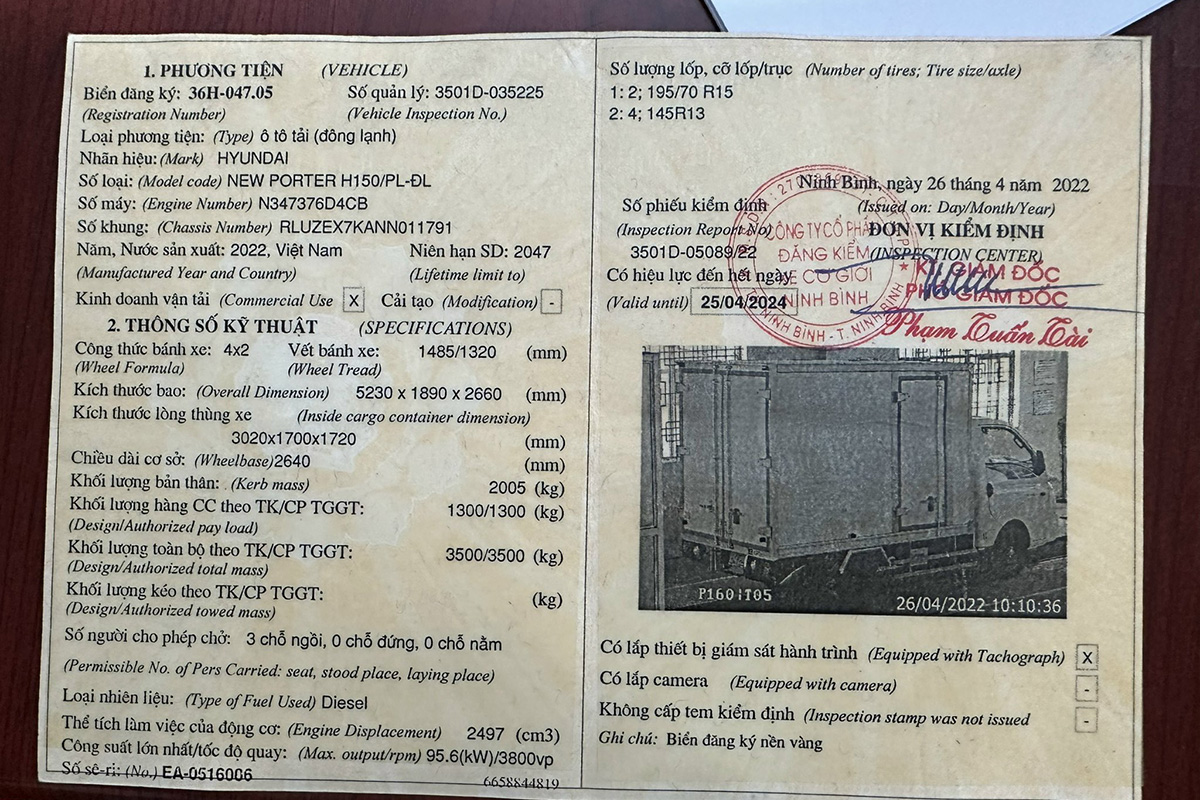 1. PHƯƠNG TIỆN (VEHICLE)
Biển đăng ký: 36H-047.05 Số quản lý: 3501D-035225
(Registration Number) (Vehicle Inspection No.)
Loại phương tiện: (Type) ô tô tải (đông lạnh)
Nhãn hiệu: (Mark) HYUNDAI
Số loại: (Model code) NEW PORTER H150/PL-ĐL
Số máy: (Engine Number) N347376D4CB
Số khung: (Chassis Number) RLUZEX7KANN011791
Năm, Nước sản xuất: 2022, Việt Nam Niên hạn SD: 2047
(Manufactured Year and Country) (Lifetime limit to)
Kinh doanh vận tải (Commercial Use X Cải tạo (Modification) -
2. THÔNG SỐ KỸ THUẬT (SPECIFICATIONS)
Công thức bánh xe: 4x2 Vết bánh xe: 1485/1320 (mm)
(Wheel Formula) (Wheel Tread)
Kích thước bao: (Overall Dimension) 5230 x 1890 x 2660 (mm)
Kích thước lòng thùng xe (Inside cargo container dimension)
3020x1700x1720 (mm)
Chiều dài cơ sở: (Wheelbase)2640 (mm)
Khối lượng bản thân: (Kerb mass) 2005 (kg)
Khối lượng hàng CC theo TK/CP TGGT: 1300/1300 (kg)
(Design/Authorized pay load)
Khối lượng toàn bộ theo TK/CP TGGT: 3500/3500 (kg)
(Design/Authorized total mass)
Khối lượng kéo theo TK/CP TGGT: (kg)
(Design/Authorized towed mass)
Số người cho phép chở: 3 chỗ ngồi, 0 chỗ đứng, 0 chỗ nằm
(Permissible No. of Pers Carried: seat, stood place, laying place)
Loại nhiên liệu: (Type of Fuel Used) Diesel
Thể tích làm việc của động cơ: (Engine Displacement) 2497 (cm3)
Công suất lớn nhất/tốc độ quay: (Max. output/rpm) 95.6(kW)/3800vp
Số sê-ri: (No.) EA-0516006 6658844819
Số lượng lốp, cỡ lốp/trục (Number of tires; Tire size/axle)
1: 2; 195/70 R15
2: 4; 145R13
Ninh Bình, ngày 26 tháng 4 năm 2022
Số phiếu kiểm định (Issued on: Day/Month/Year)
(Inspection Report No) ĐƠN VỊ KIỂM ĐỊNH
3501D-05089/22 (INSPECTION CENTER)
Có hiệu lực đến hết ngày
(Valid until) 25/04/2024
CÔNG TY CỔ PHẦN
ĐĂNG KIỂM
XE CƠ GIỚI
NINH BÌNH
NINH BÌNH - T. NINH BÌNH
GIÁM ĐỐC
PHÓ GIÁM ĐỐC
Phạm Tuấn Tài
26/04/2022 10:10:36
Có lắp thiết bị giám sát hành trình (Equipped with Tachograph) X
Có lắp camera (Equipped with camera) -
Không cấp tem kiểm định (Inspection stamp was not issued -
Ghi chú: Biển đăng ký nền vàng